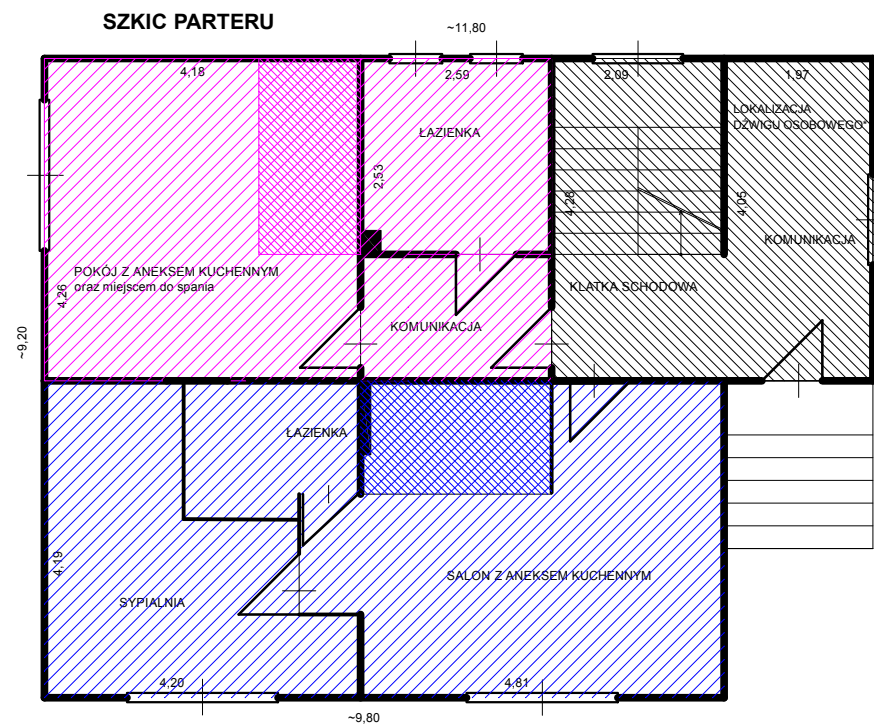 SZKIC PARTERU
~11,80
4,18
2,59
2,09
1,97
LOKALIZACJA
DŹWIGU OSOBOWEGO*
ŁAZIENKA
2,53
4,28
4,05
KOMUNIKACJA
POKÓJ Z ANEKSEM KUCHENNYM
oraz miejscem do spania
4,26
KLATKA SCHODOWA
KOMUNIKACJA
~9,20
ŁAZIENKA
4,19
SALON Z ANEKSEM KUCHENNYM
SYPIALNIA
4,20
4,81
~9,80